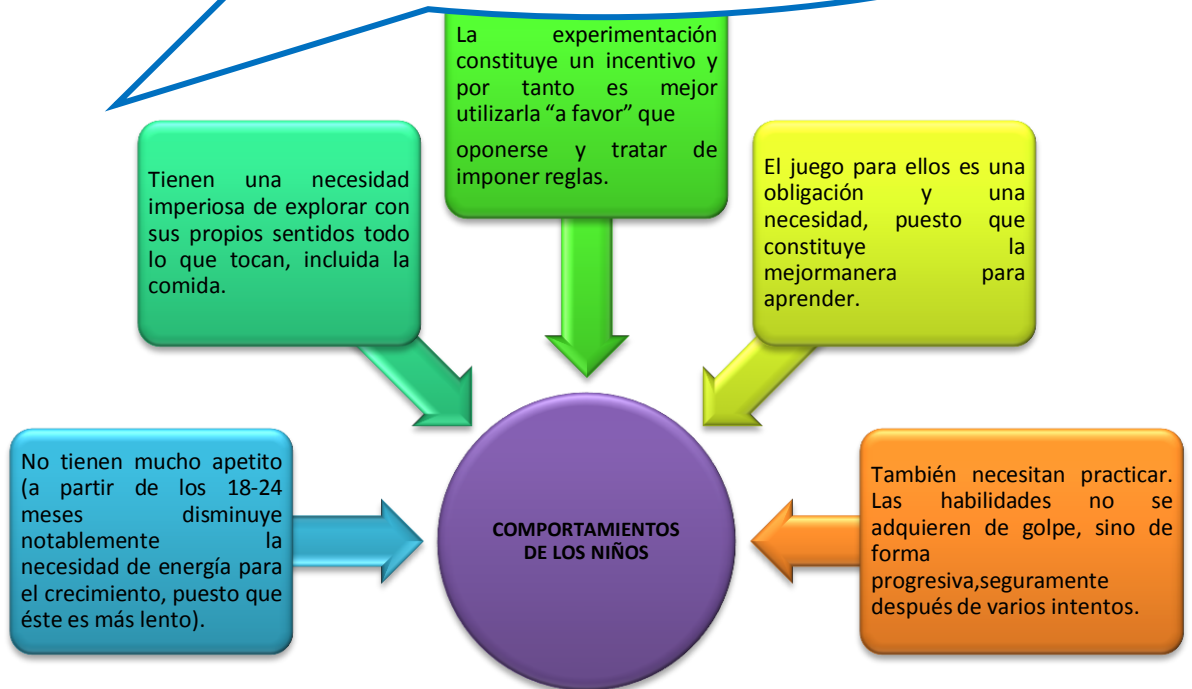 La experimentación
constituye un incentivo y
por tanto es mejor
utilizarla “a favor” que
oponerse y tratar de
imponer reglas.
Tienen una necesidad
imperiosa de explorar con
sus propios sentidos todo
lo que tocan, incluida la
comida.
El juego para ellos es una
obligación y una
necesidad, puesto que
constituye la
mejormanera para
aprender.
No tienen mucho apetito
(a partir de los 18-24
meses disminuye
notablemente la
necesidad de energía para
el crecimiento, puesto que
éste es más lento).
COMPORTAMIENTOS
DE LOS NIÑOS
También necesitan practicar.
Las habilidades no se
adquieren de golpe, sino de
forma
progresiva,seguramente
después de varios intentos.